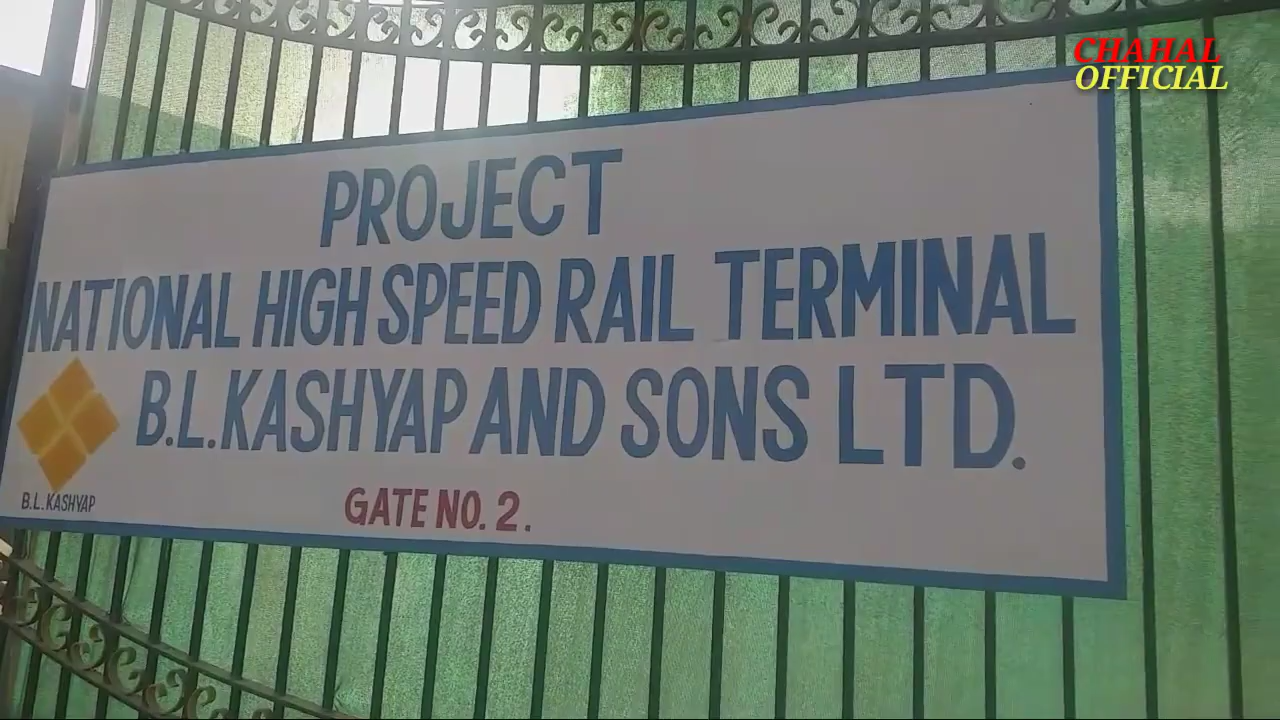 CHAHAL
OFFICIAL
PROJECT
NATIONAL HIGH SPEED RAIL TERMINAL
B.L. KASHYAP AND SONS LTD.
B.L. KASHYAP
GATE NO. 2.